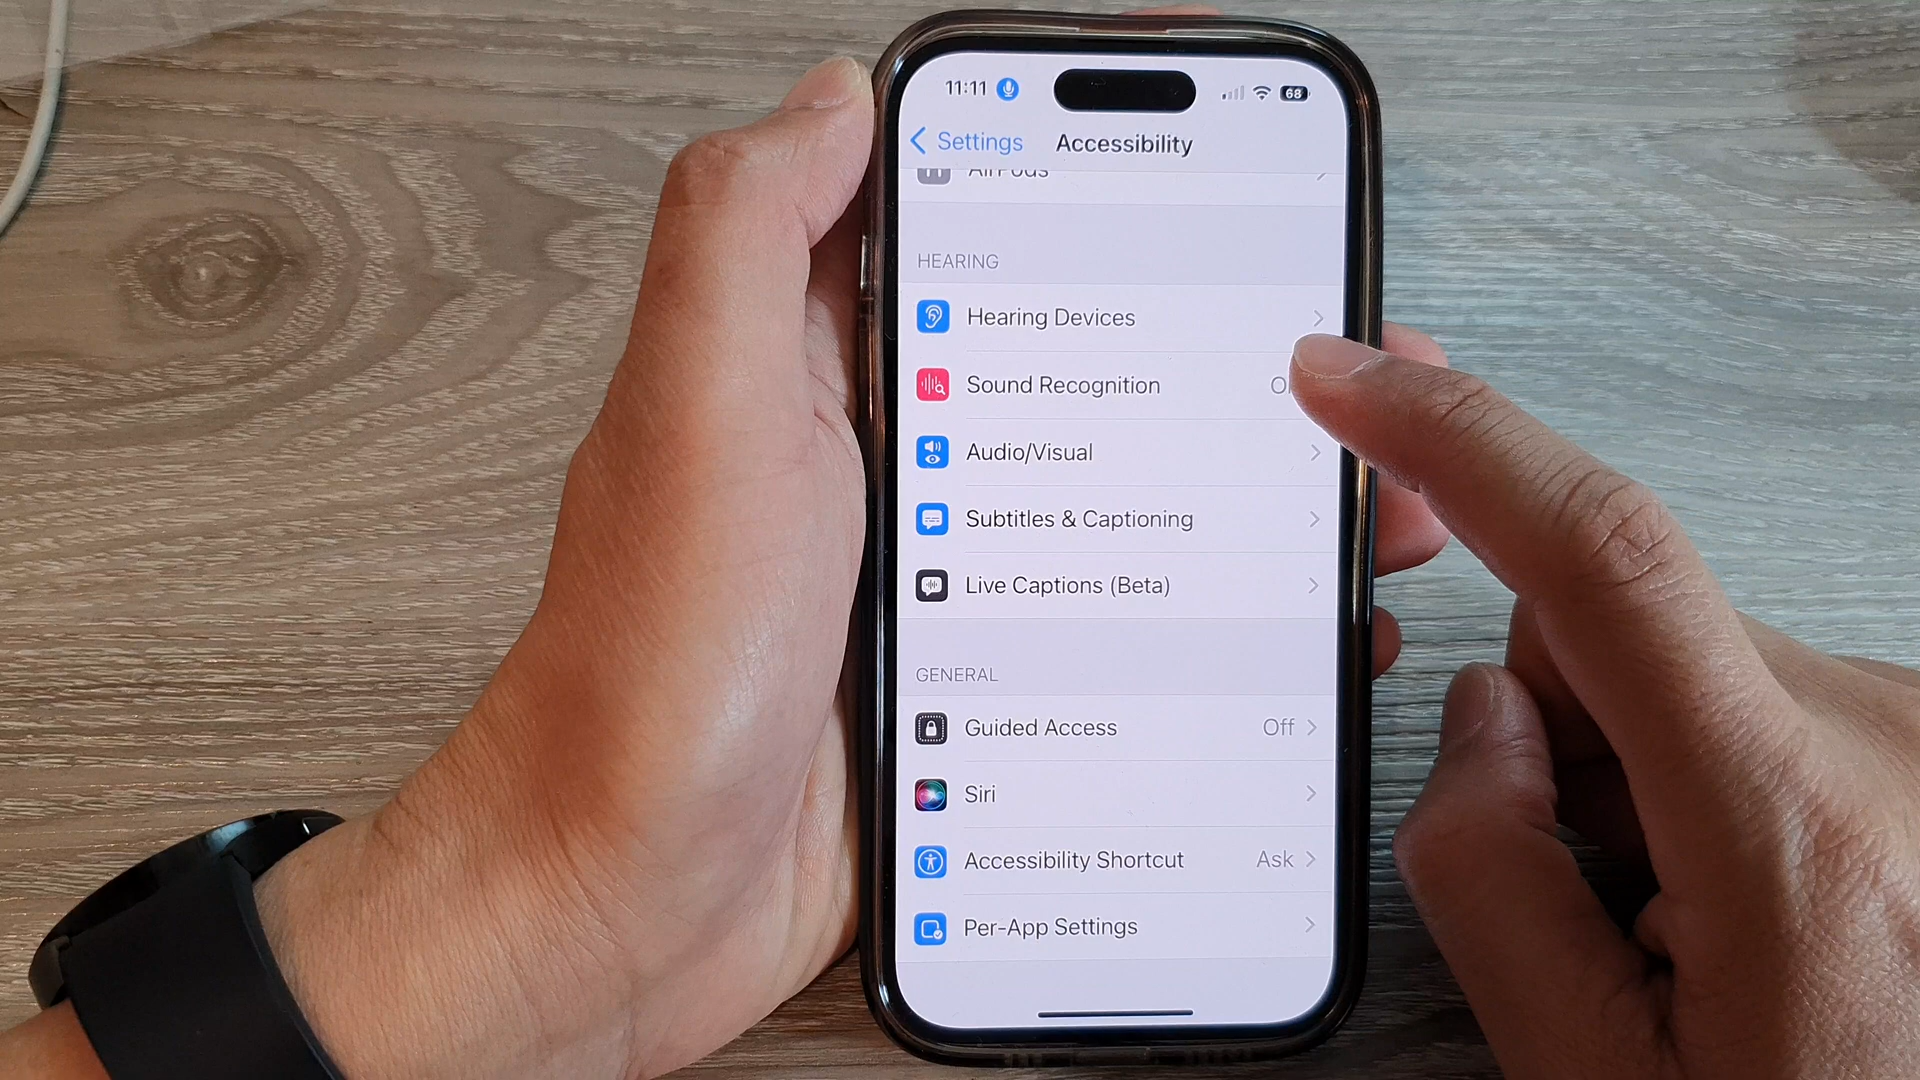 11:11 68
Settings Accessibility
AirPods
HEARING
Hearing Devices
Sound Recognition
Audio/Visual
Subtitles & Captioning
Live Captions (Beta)
GENERAL
Guided Access Off
Siri
Accessibility Shortcut Ask
Per-App Settings